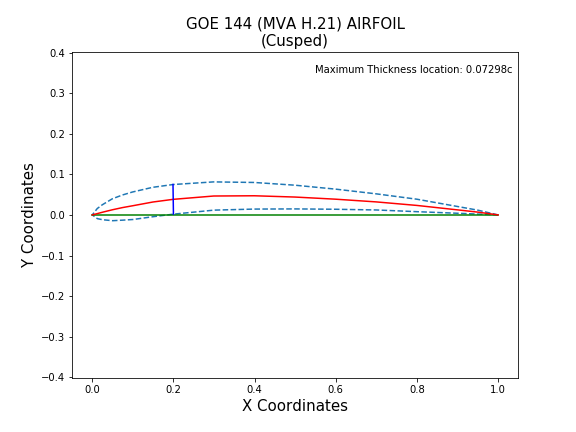 GOE 144 (MVA H.21) AIRFOIL
(Cusped)
Maximum Thickness location: 0.07298c
Y Coordinates
0.4
0.3
0.2
0.1
0.0
−0.1
−0.2
−0.3
−0.4
0.0 0.2 0.4 0.6 0.8 1.0
X Coordinates